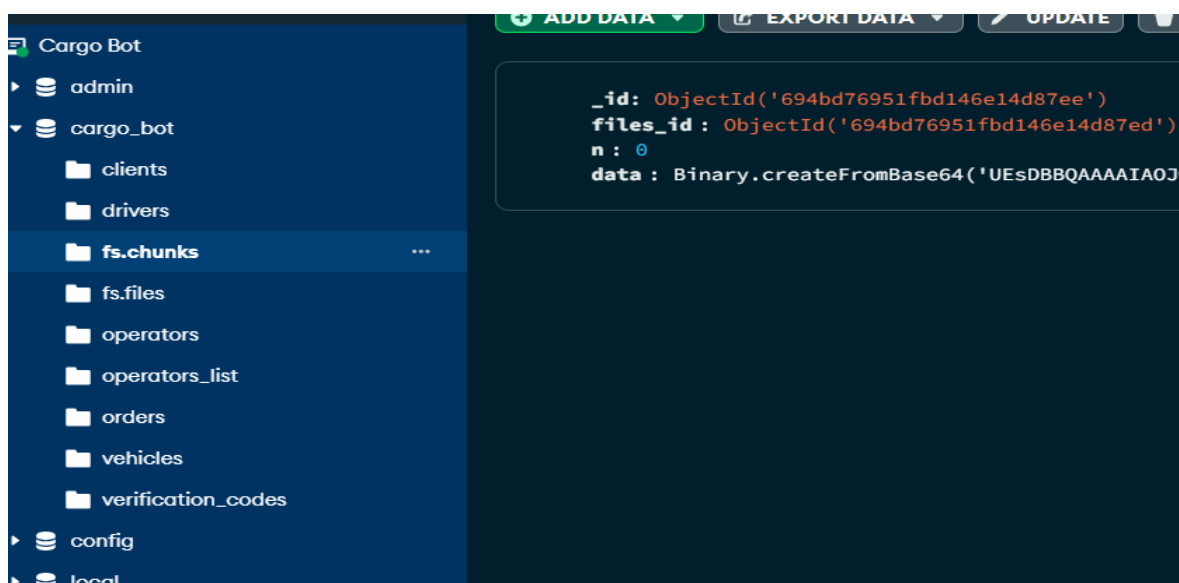 ADD DATA
EXPORT DATA
UPDATE
Cargo Bot
admin
cargo_bot
clients
drivers
fs.chunks
fs.files
operators
operators_list
orders
vehicles
verification_codes
config
local
_id: ObjectId('694bd76951fbd146e14d87ee')
files_id : ObjectId('694bd76951fbd146e14d87ed')
n : 0
data : Binary.createFromBase64('UEsDBBQAAAAIAOJ